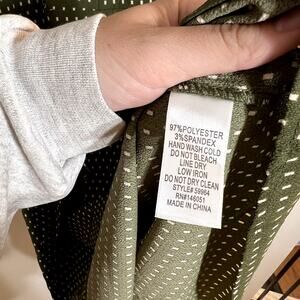 97%POLYESTER
3%SPANDEX
HAND WASH COLD
DO NOT BLEACH
LINE DRY
LOW IRON
DO NOT DRY CLEAN
STYLE# 59964
RN#146051
MADE IN CHINA